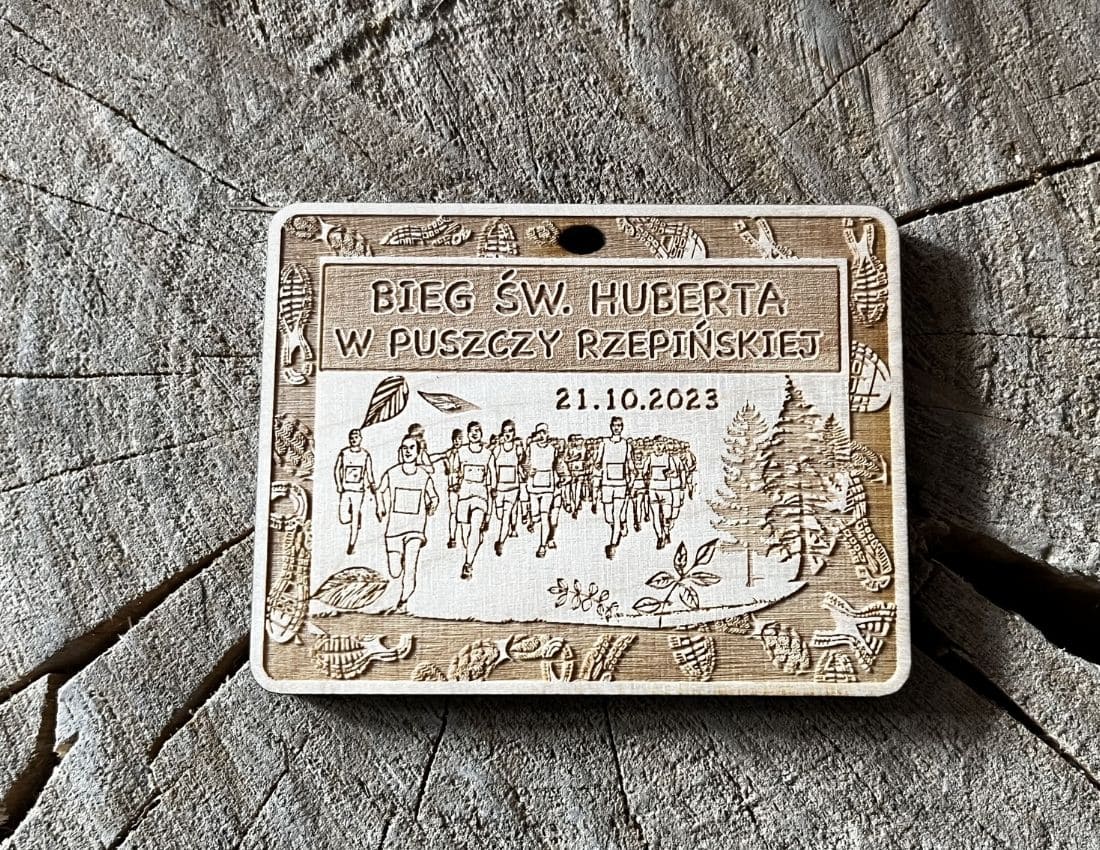 BIEG ŚW. HUBERTA
W PUSZCZY RZEPIŃSKIEJ
21.10.2023